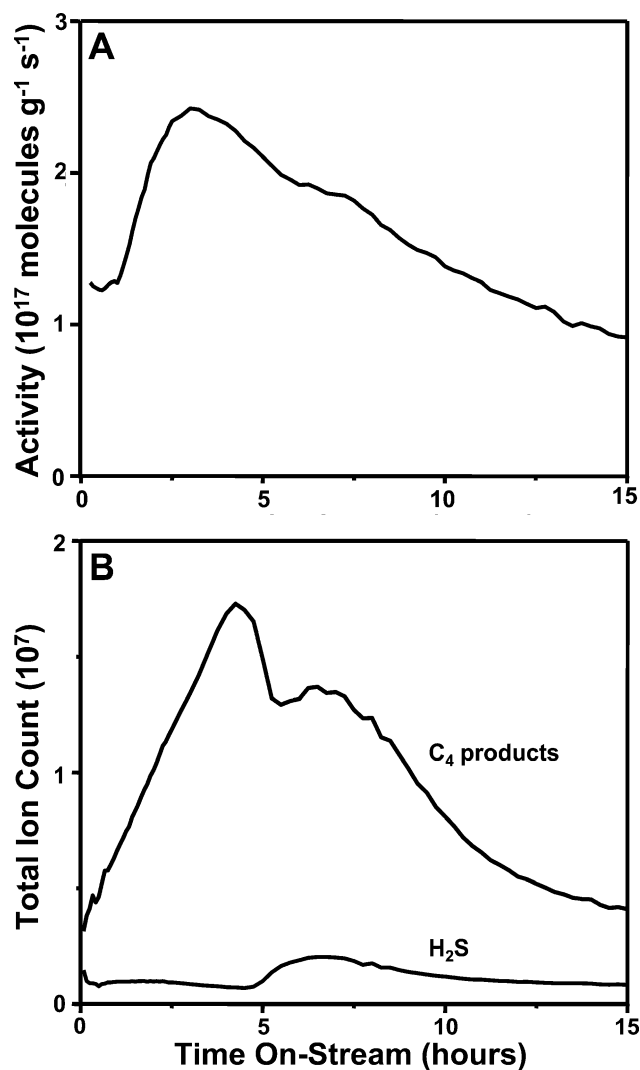 A
3
2
1
0
Activity (10¹⁷ molecules g⁻¹ s⁻¹)
0 5 10 15
B
2
1
0
Total Ion Count (10⁷)
C₄ products
H₂S
0 5 10 15
Time On-Stream (hours)